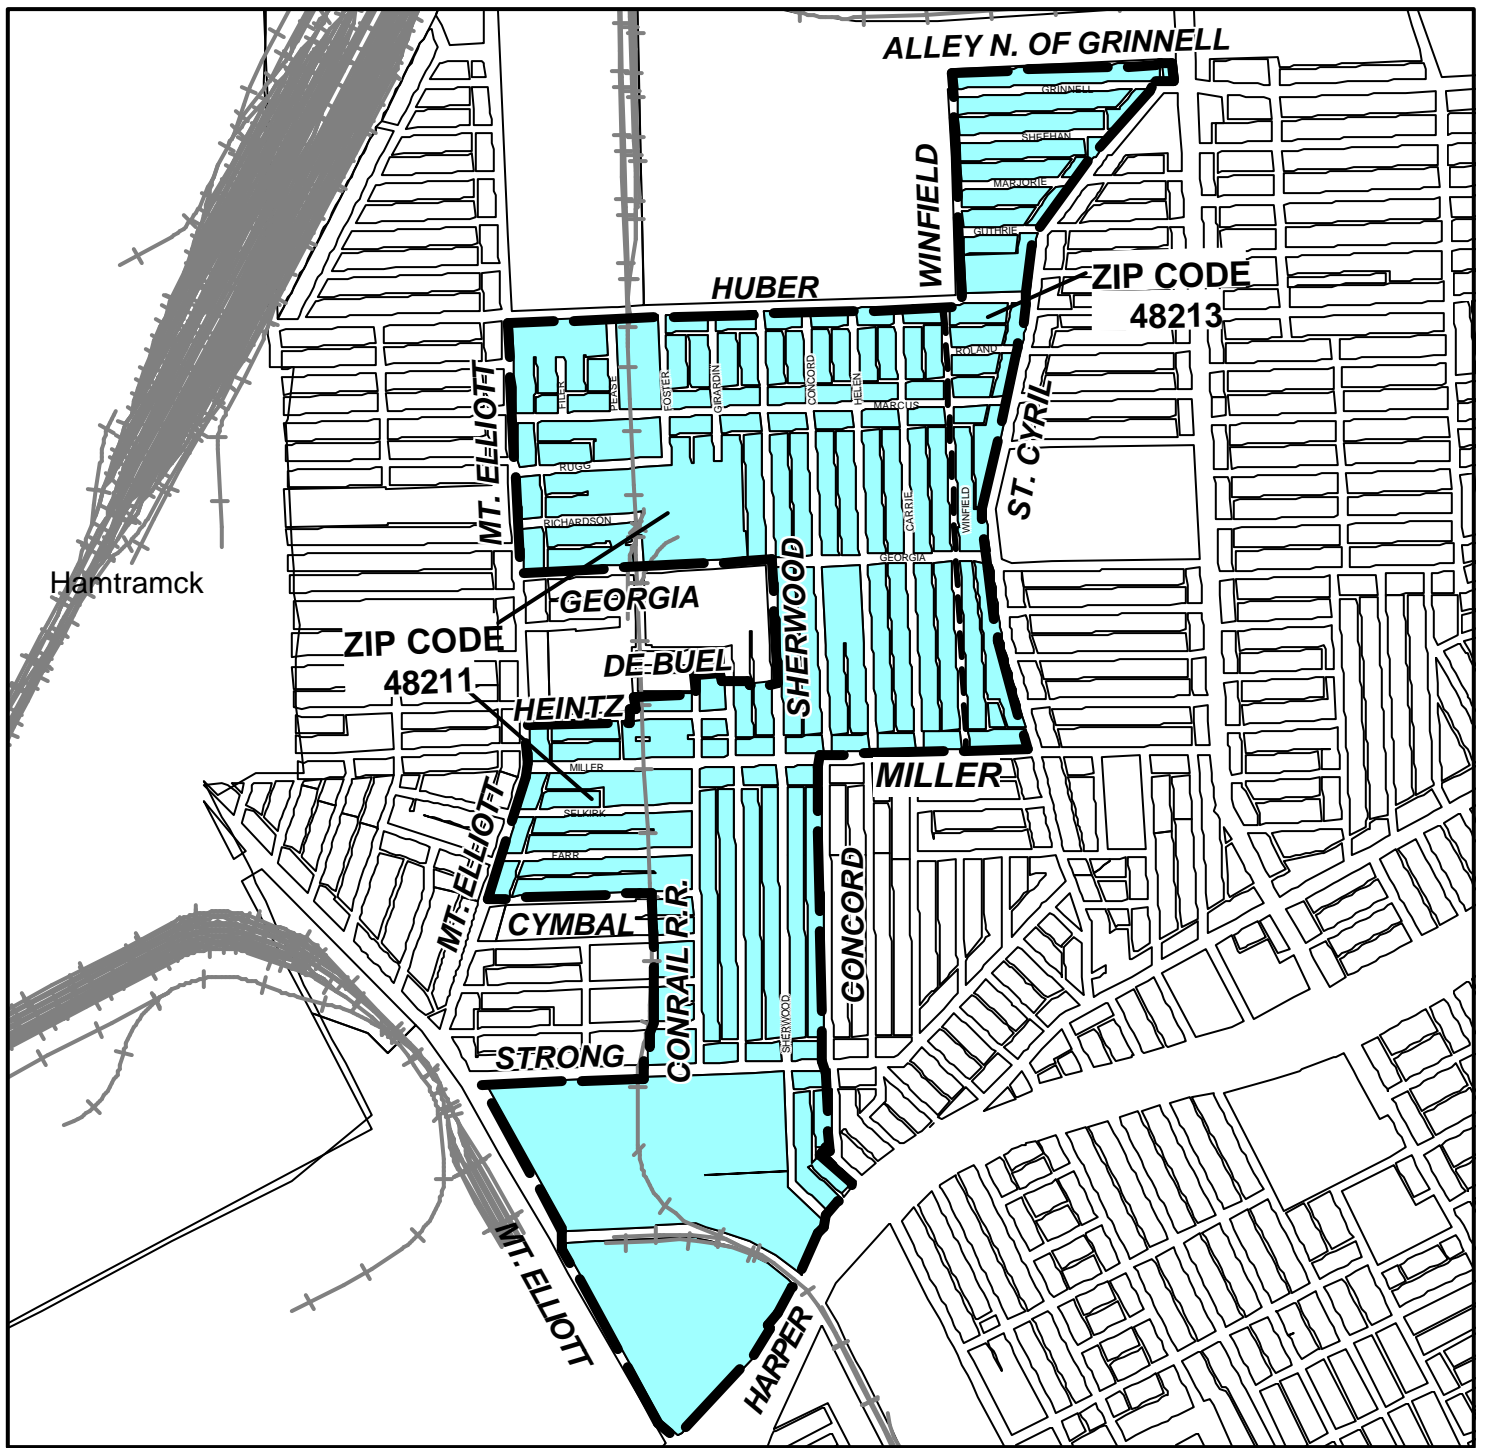 ALLEY N. OF GRINNELL
GRINNELL
SHEEHAN
WINFIELD
MARJORIE
GUTHRIE
ZIP CODE
48213
HUBER
ROLAND
MT. ELLIOTT
FILER
PEASE
FOSTER
GIRARDIN
CONCORD
HELEN
MARCUS
ST. CYRIL
RUGG
RICHARDSON
CARRIE
WINFIELD
GEORGIA
Hamtramck
GEORGIA
SHERWOOD
ZIP CODE
48211
DE BUEL
HEINTZ
MILLER
MILLER
MT. ELLIOTT
SELKIRK
FARR
CYMBAL
CONRAIL R.R.
CONCORD
SHERWOOD
STRONG
MT. ELLIOTT
HARPER